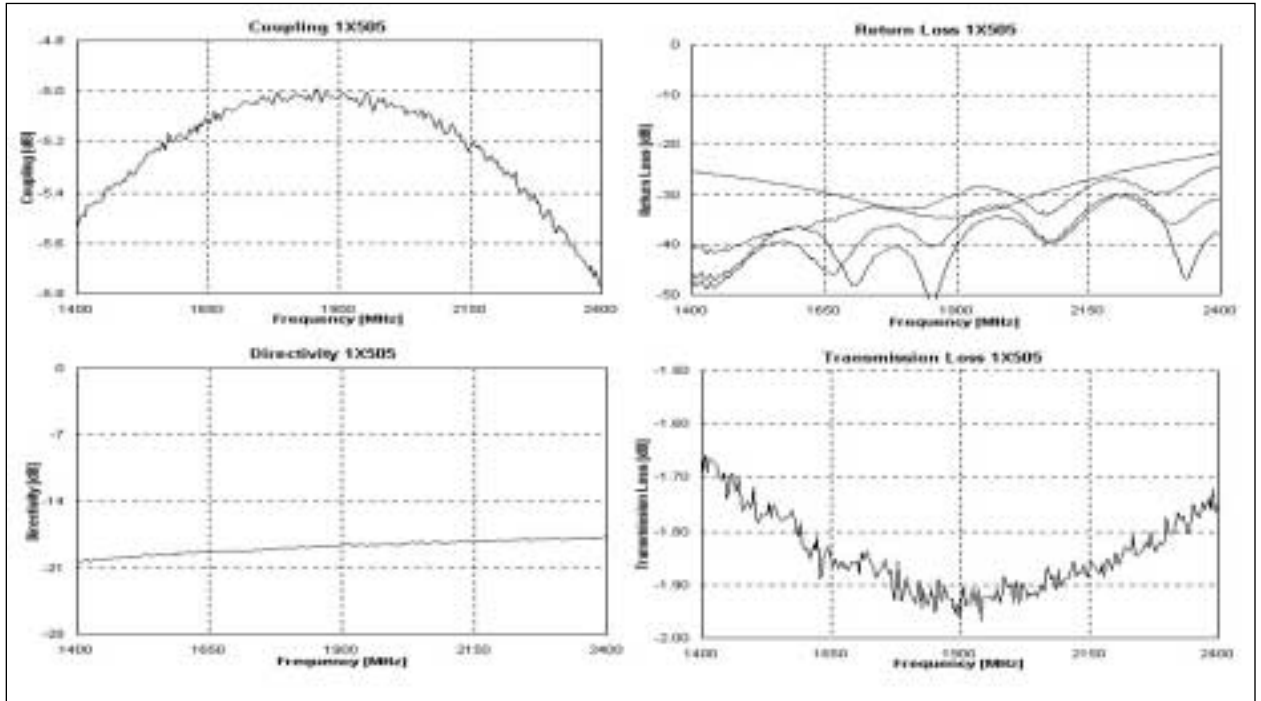 Coupling 1X505
-4.8
-5.0
-5.2
-5.4
-5.6
-5.8
Coupling [dB]
1400 1650 1900 2150 2400
Frequency [MHz]
Return Loss 1X505
0
-10
-20
-30
-40
-50
Return Loss [dB]
1400 1650 1900 2150 2400
Frequency [MHz]
Directivity 1X505
0
-7
-14
-21
-28
Directivity [dB]
1400 1650 1900 2150 2400
Frequency [MHz]
Transmission Loss 1X505
-1.60
-1.70
-1.80
-1.90
-2.00
Transmission Loss [dB]
1400 1650 1900 2150 2400
Frequency [MHz]